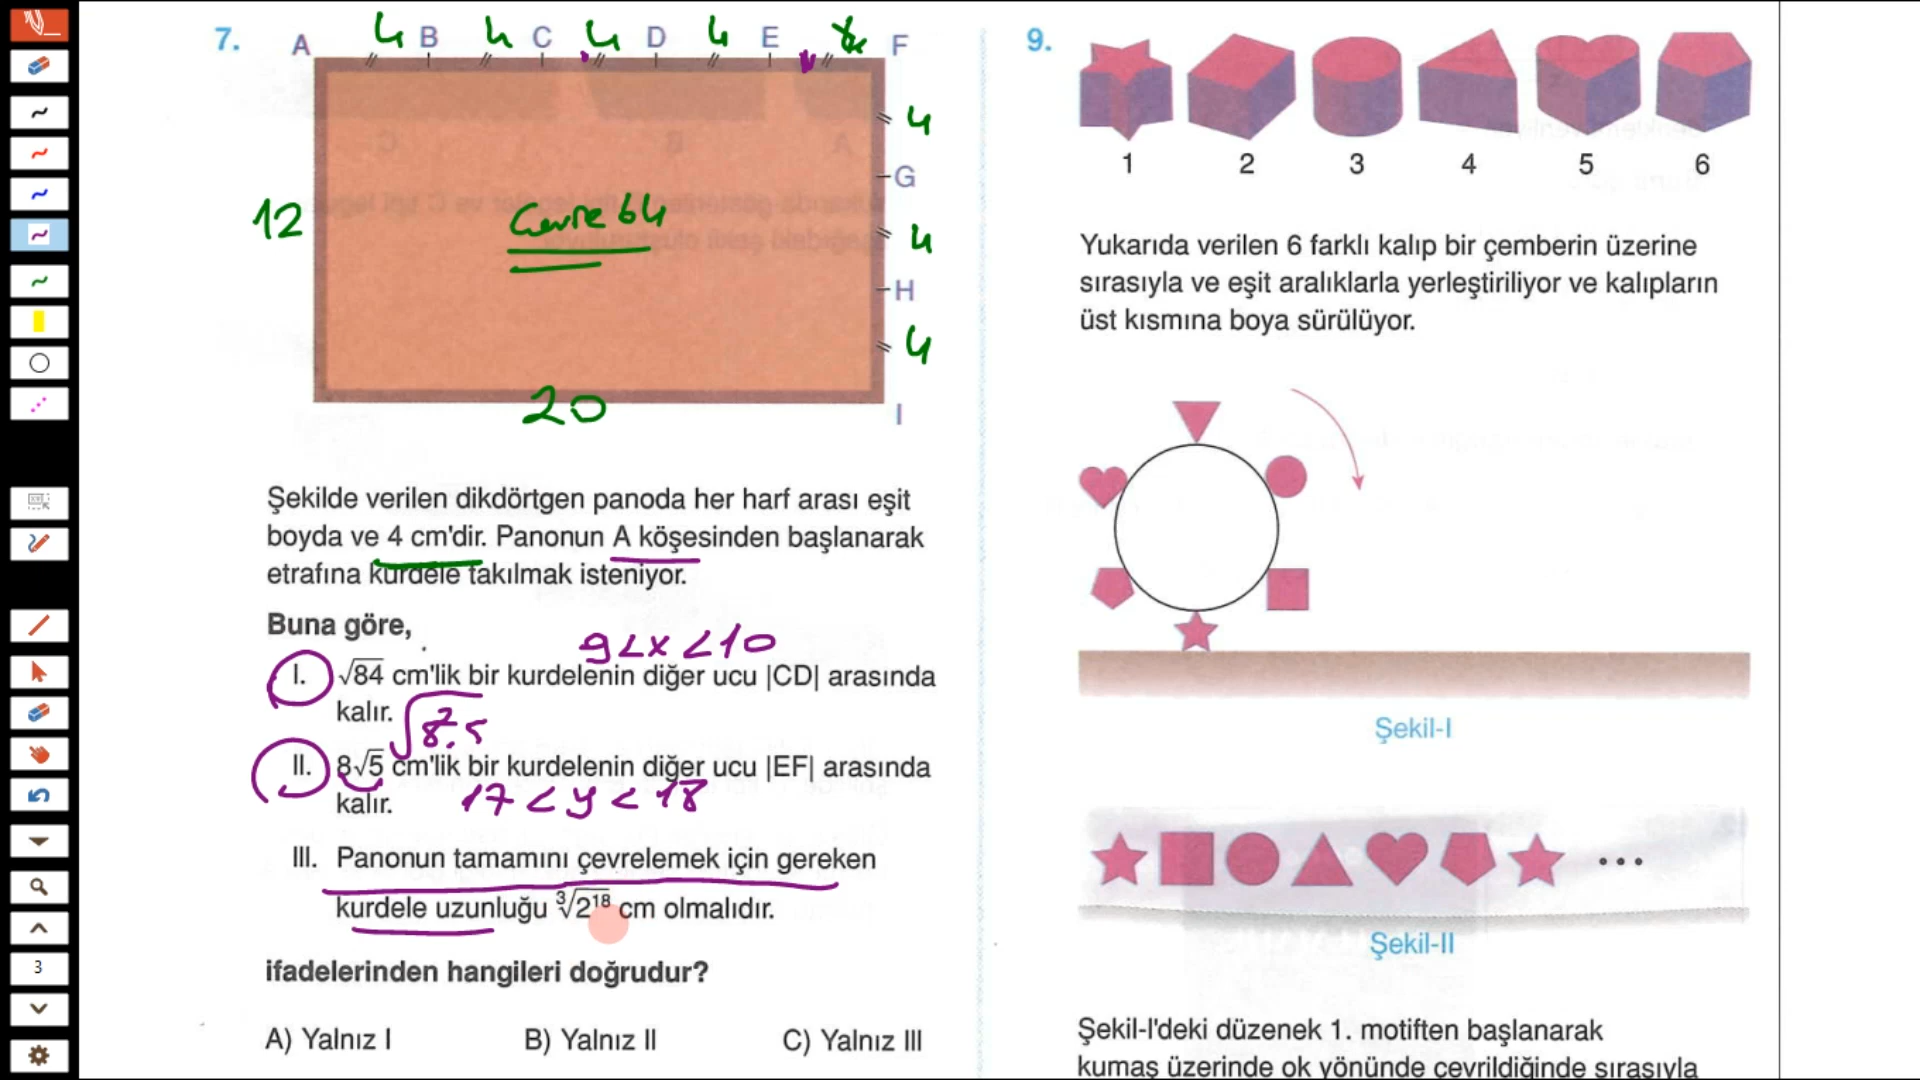 7.
A
4
B
4
C
4
D
4
E
F
4
G
4
H
4
I
12
Çevre 64
20
Şekilde verilen dikdörtgen panoda her harf arası eşit
boyda ve 4 cm'dir. Panonun A köşesinden başlanarak
etrafına kurdele takılmak isteniyor.
Buna göre,
9<x<10
I. √84 cm'lik bir kurdelenin diğer ucu |CD| arasında
kalır.
√8².5
II. 8√5 cm'lik bir kurdelenin diğer ucu |EF| arasında
kalır.
17<y<18
III. Panonun tamamını çevrelemek için gereken
kurdele uzunluğu ³√2¹⁸ cm olmalıdır.
ifadelerinden hangileri doğrudur?
A) Yalnız I
B) Yalnız II
C) Yalnız III
9.
1
2
3
4
5
6
Yukarıda verilen 6 farklı kalıp bir çemberin üzerine
sırasıyla ve eşit aralıklarla yerleştiriliyor ve kalıpların
üst kısmına boya sürülüyor.
Şekil-I
...
Şekil-II
Şekil-I'deki düzenek 1. motiften başlanarak
kumaş üzerinde ok yönünde çevrildiğinde sırasıyla
3